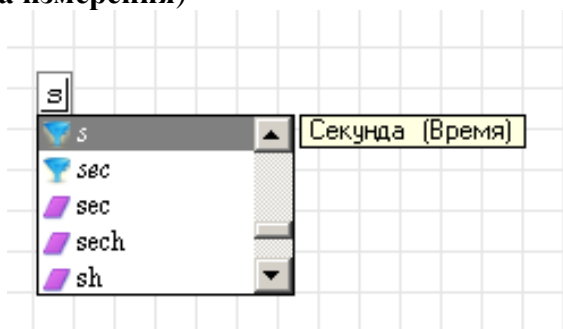 а измерения)
s
s
Секунда (Время)
sec
sec
sech
sh